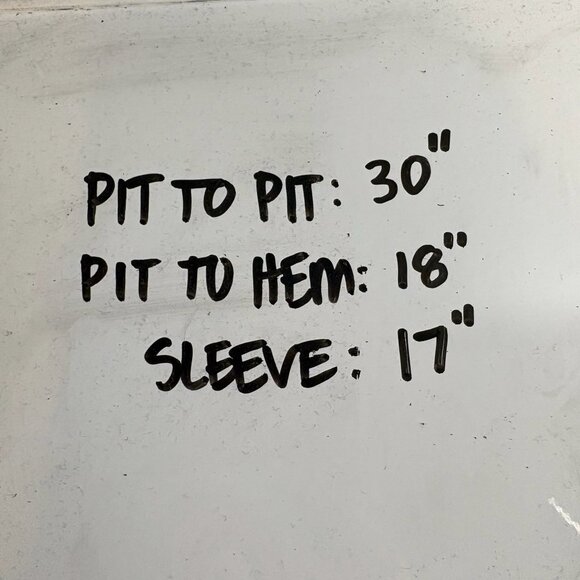 PIT TO PIT: 30"
PIT TO HEM: 18"
SLEEVE: 17"